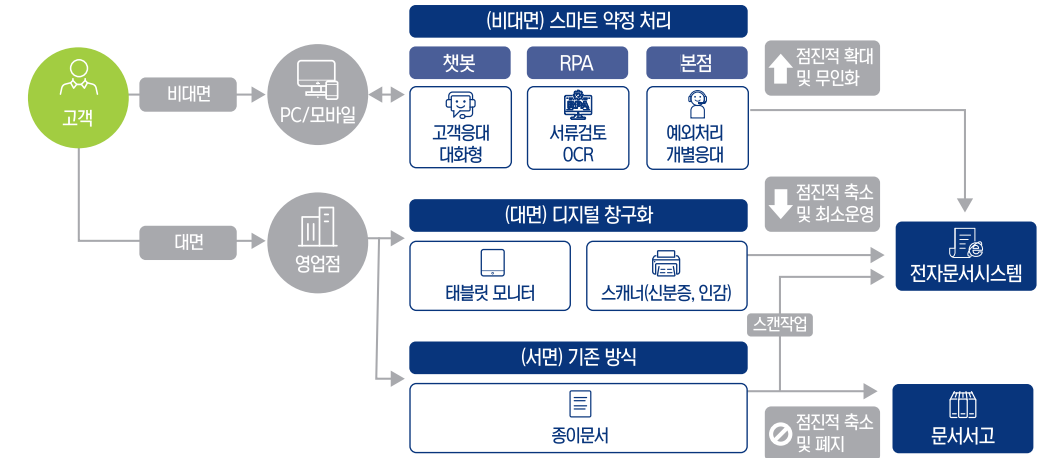 (비대면) 스마트 약정 처리
챗봇
RPA
본점
점진적 확대
및 무인화
고객
비대면
PC/모바일
고객응대
대화형
RPA
서류검토
OCR
예외처리
개별응대
점진적 축소
및 최소운영
(대면) 디지털 창구화
대면
영업점
태블릿 모니터
스캐너(신분증, 인감)
전자문서시스템
스캔작업
(서면) 기존 방식
종이문서
점진적 축소
및 폐지
문서서고